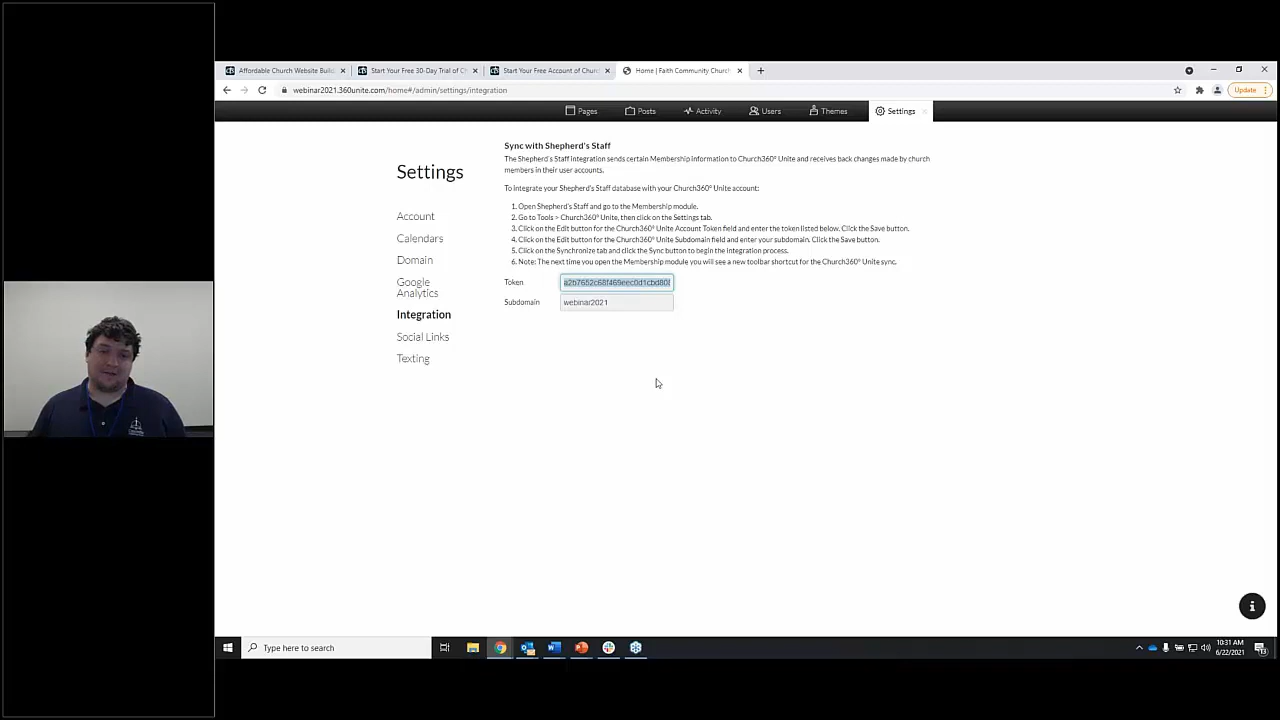 Affordable Church Website Build
Start Your Free 30-Day Trial of Ch
Start Your Free Account of Churc
Home | Faith Community Church
webinar2021.360unite.com/home#/admin/settings/integration
Update
Pages
Posts
Activity
Users
Themes
Settings
Settings
Account
Calendars
Domain
Google
Analytics
Integration
Social Links
Texting
Sync with Shepherd's Staff
The Shepherd's Staff integration sends certain Membership information to Church360° Unite and receives back changes made by church
members in their user accounts.
To integrate your Shepherd's Staff database with your Church360° Unite account:
1. Open Shepherd's Staff and go to the Membership module.
2. Go to Tools > Church360° Unite, then click on the Settings tab.
3. Click on the Edit button for the Church360° Unite Account Token field and enter the token listed below. Click the Save button.
4. Click on the Edit button for the Church360° Unite Subdomain field and enter your subdomain. Click the Save button.
5. Click on the Synchronize tab and click the Sync button to begin the integration process.
6. Note: The next time you open the Membership module you will see a new toolbar shortcut for the Church360° Unite sync.
Token
a2b7652c68f469eec0d1cbd80
Subdomain
webinar2021
Type here to search
10:31 AM
6/22/2021